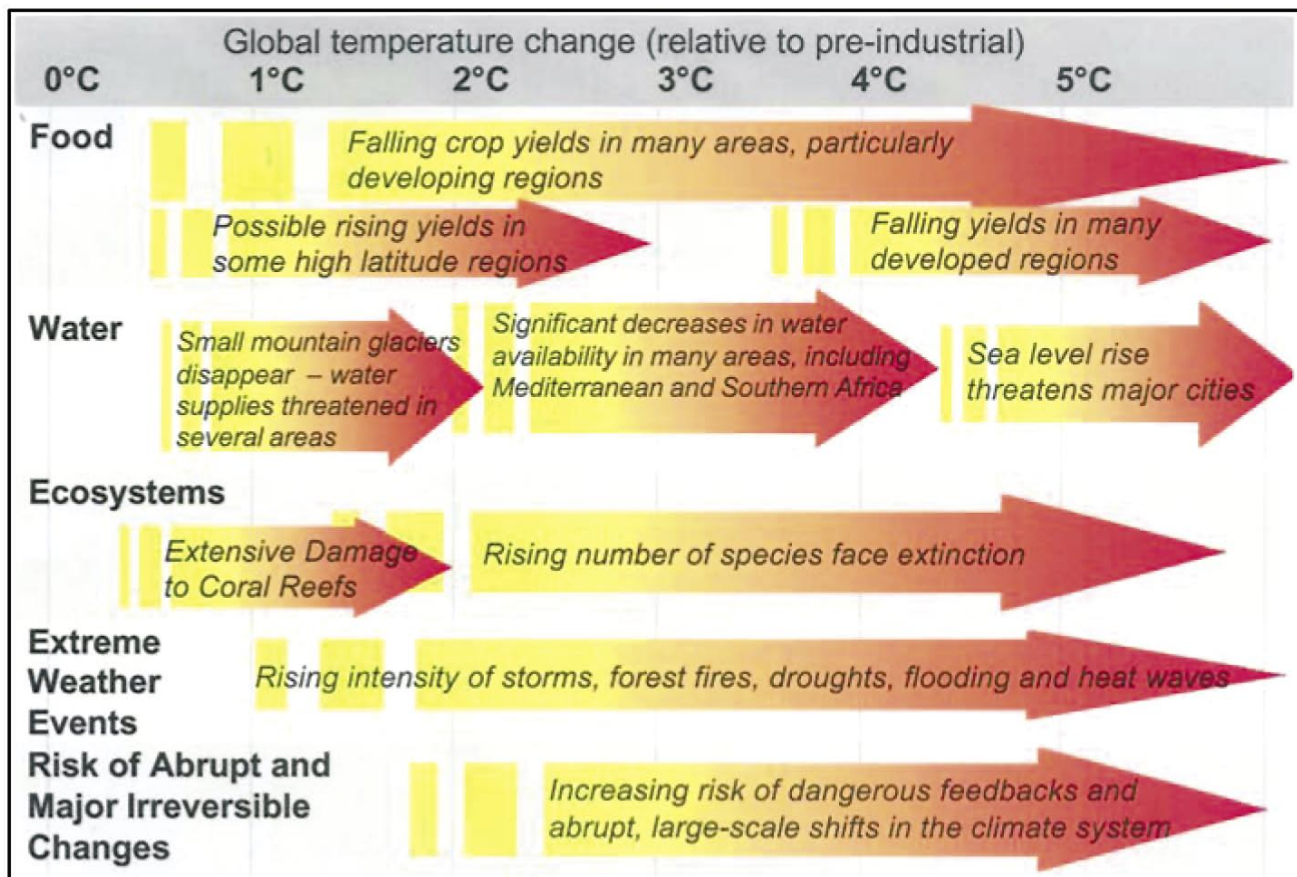 Global temperature change (relative to pre-industrial)
0°C 1°C 2°C 3°C 4°C 5°C
Food
Falling crop yields in many areas, particularly
developing regions
Possible rising yields in
some high latitude regions
Falling yields in many
developed regions
Water
Small mountain glaciers
disappear – water
supplies threatened in
several areas
Significant decreases in water
availability in many areas, including
Mediterranean and Southern Africa
Sea level rise
threatens major cities
Ecosystems
Extensive Damage
to Coral Reefs
Rising number of species face extinction
Extreme
Weather
Events
Rising intensity of storms, forest fires, droughts, flooding and heat waves
Risk of Abrupt and
Major Irreversible
Changes
Increasing risk of dangerous feedbacks and
abrupt, large-scale shifts in the climate system